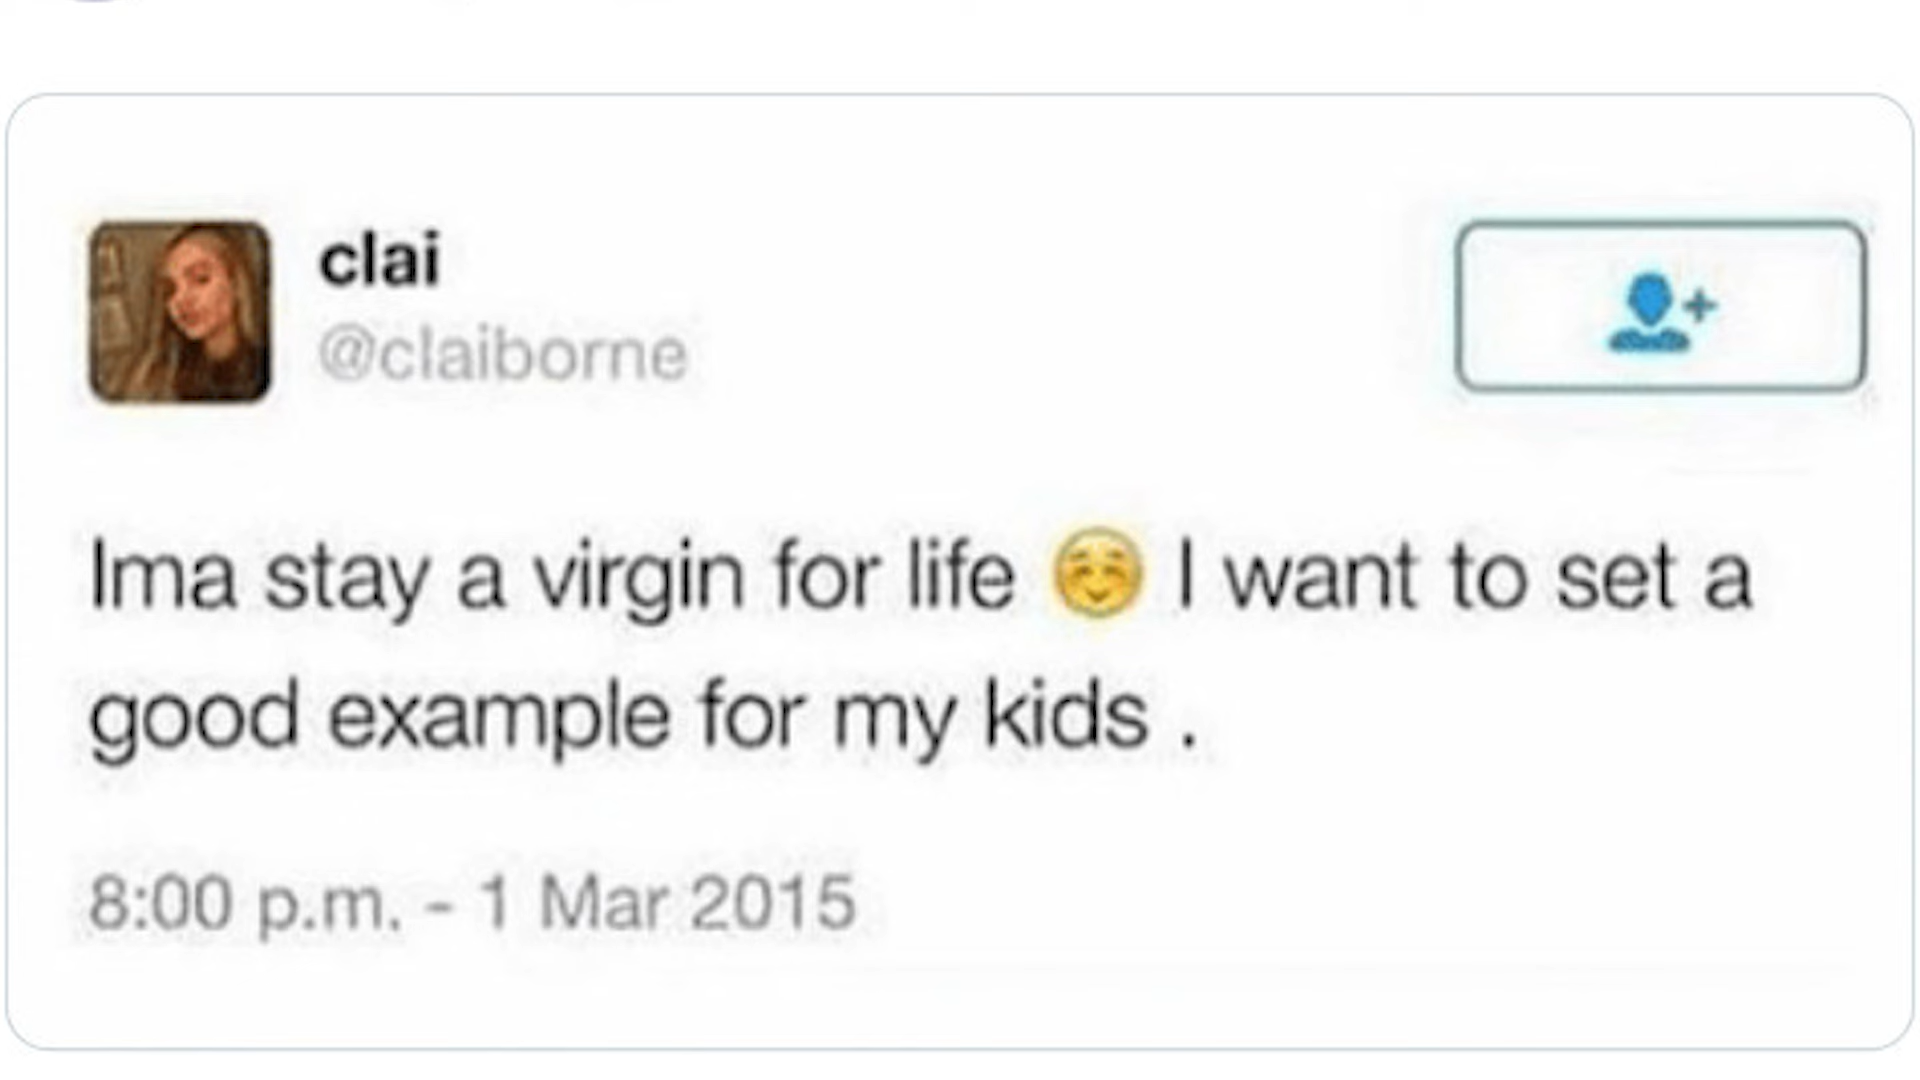 clai
@claiborne
Ima stay a virgin for life ☺️ I want to set a
good example for my kids .
8:00 p.m. - 1 Mar 2015